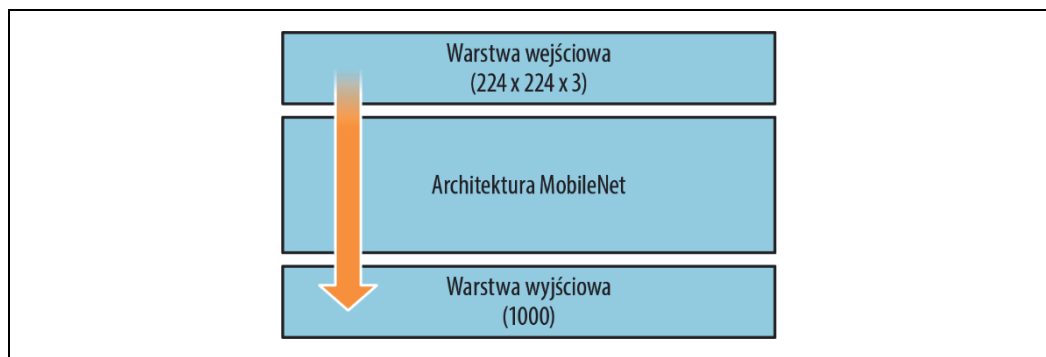 Warstwa wejściowa
(224 x 224 x 3)
Architektura MobileNet
Warstwa wyjściowa
(1000)